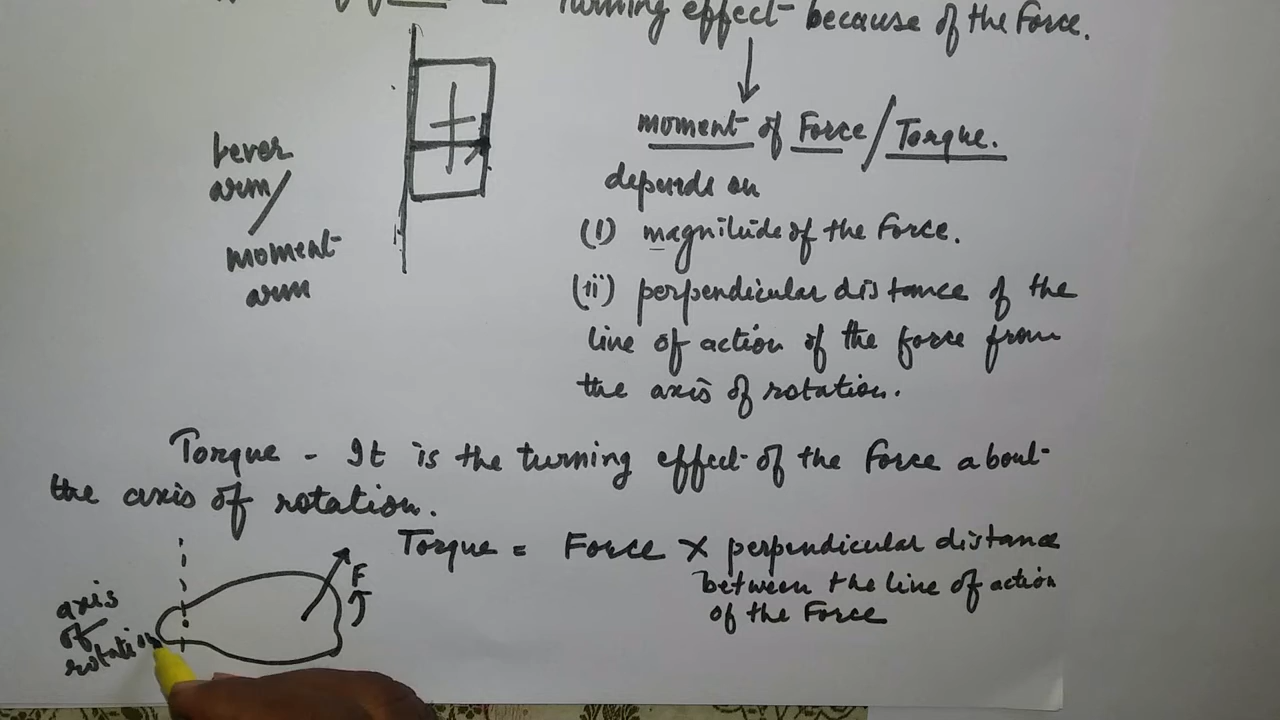 turning effect because of the Force.
moment of Force/Torque.
depends on
(i) magnitude of the Force.
(ii) perpendicular distance of the
line of action of the force from
the axis of rotation.
Lever
arm/
moment
arm
Torque - It is the turning effect of the Force about
the axis of rotation.
Torque = Force × perpendicular distance
between the line of action
of the Force
axis
of
rotation
F